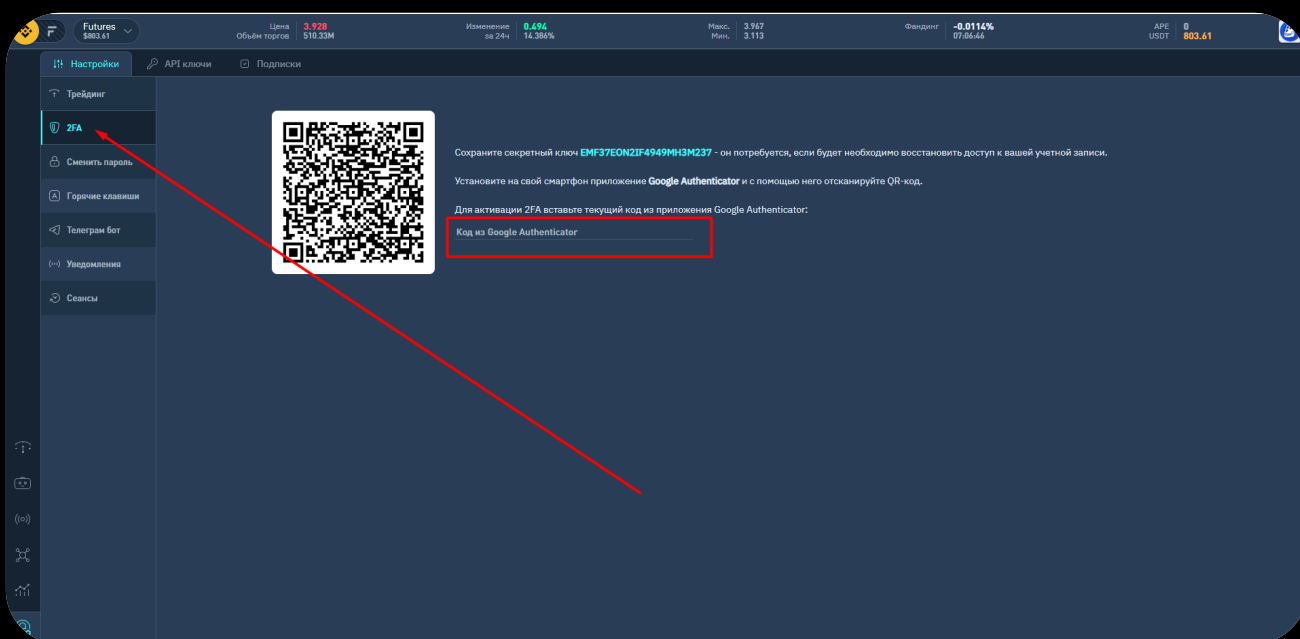 Futures
$803.61
Цена 3.928
Объём торгов 510.33M
Изменение 0.494
за 24ч 14.386%
Макс. 3.967
Мин. 3.113
Фандинг -0.0114%
07:06:46
APE 0
USDT 803.61
Настройки
API ключи
Подписки
Трейдинг
2FA
Сменить пароль
Горячие клавиши
Телеграм бот
Уведомления
Сеансы
Сохраните секретный ключ EMF37EON2IF4949MH3M237 - он потребуется, если будет необходимо восстановить доступ к вашей учетной записи.
Установите на свой смартфон приложение Google Authenticator и с помощью него отсканируйте QR-код.
Для активации 2FA вставьте текущий код из приложения Google Authenticator:
Код из Google Authenticator